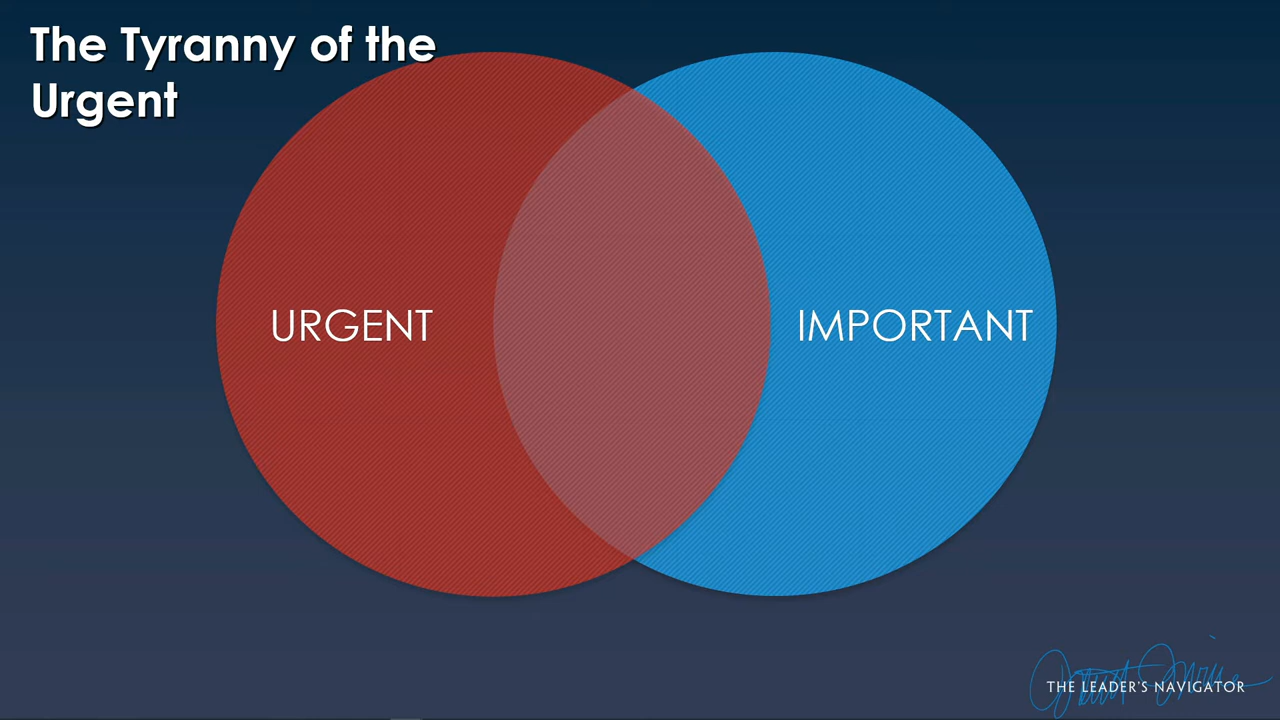 The Tyranny of the
Urgent
URGENT
IMPORTANT
THE LEADER'S NAVIGATOR